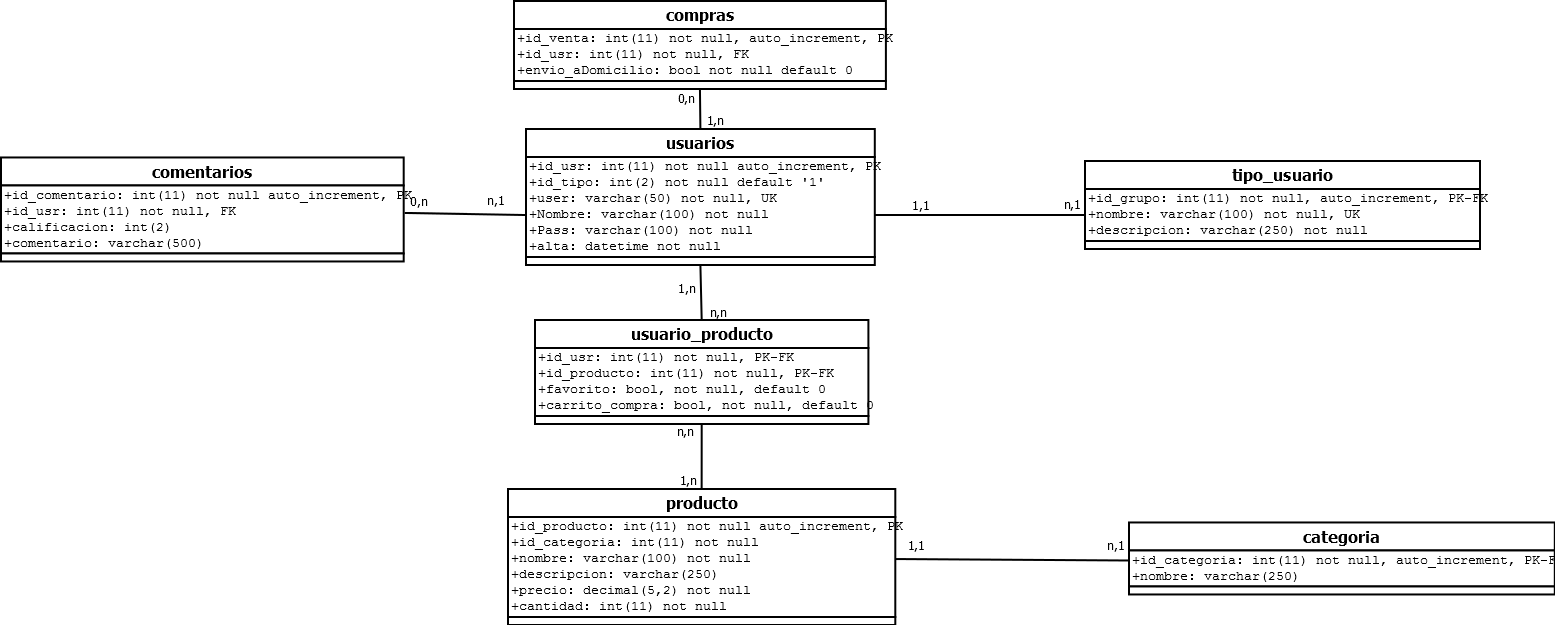 compras
+id_venta: int(11) not null, auto_increment, PK
+id_usr: int(11) not null, FK
+envio_aDomicilio: bool not null default 0
0,n
1,n
usuarios
+id_usr: int(11) not null auto_increment, PK
+id_tipo: int(2) not null default '1'
+user: varchar(50) not null, UK
+Nombre: varchar(100) not null
+Pass: varchar(100) not null
+alta: datetime not null
comentarios
+id_comentario: int(11) not null auto_increment, PK
+id_usr: int(11) not null, FK
+calificacion: int(2)
+comentario: varchar(500)
0,n
n,1
1,1
n,1
tipo_usuario
+id_grupo: int(11) not null, auto_increment, PK-FK
+nombre: varchar(100) not null, UK
+descripcion: varchar(250) not null
1,n
n,n
usuario_producto
+id_usr: int(11) not null, PK-FK
+id_producto: int(11) not null, PK-FK
+favorito: bool, not null, default 0
+carrito_compra: bool, not null, default 0
n,n
1,n
producto
+id_producto: int(11) not null auto_increment, PK
+id_categoria: int(11) not null
+nombre: varchar(100) not null
+descripcion: varchar(250)
+precio: decimal(5,2) not null
+cantidad: int(11) not null
1,1
n,1
categoria
+id_categoria: int(11) not null, auto_increment, PK-F
+nombre: varchar(250)